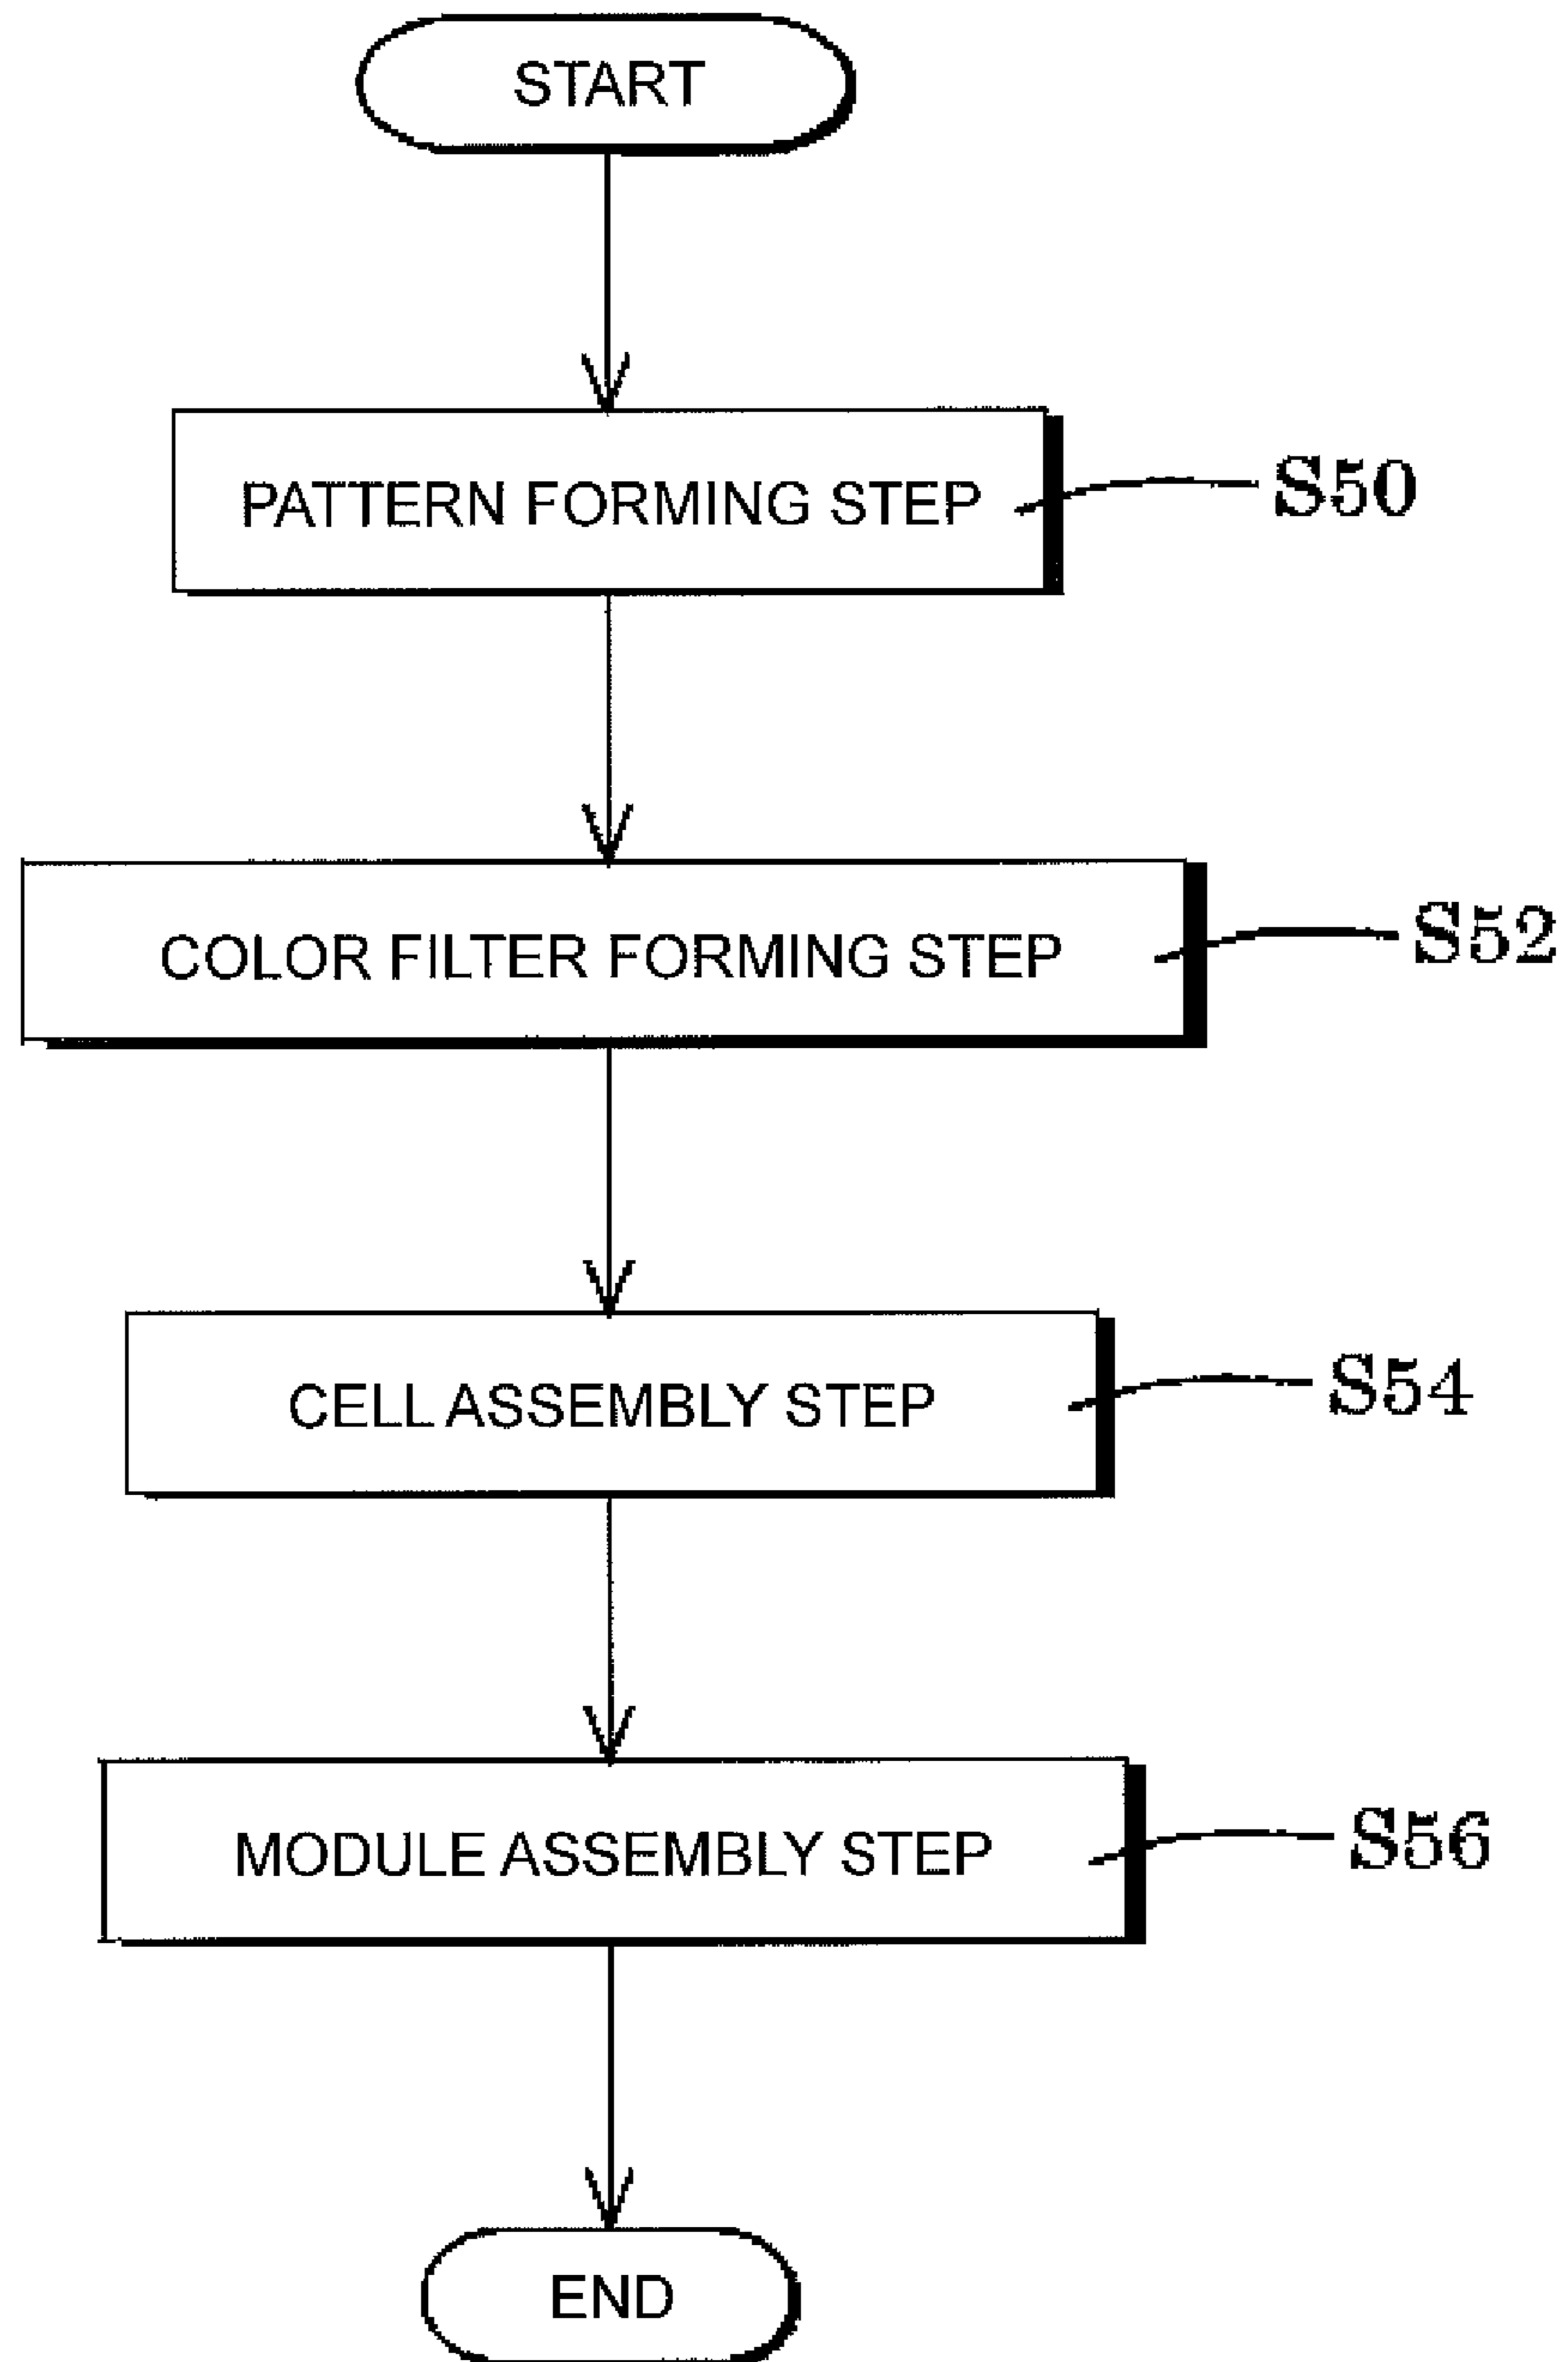 START
PATTERN FORMING STEP
S50
COLOR FILTER FORMING STEP
S52
CELL ASSEMBLY STEP
S54
MODULE ASSEMBLY STEP
S56
END